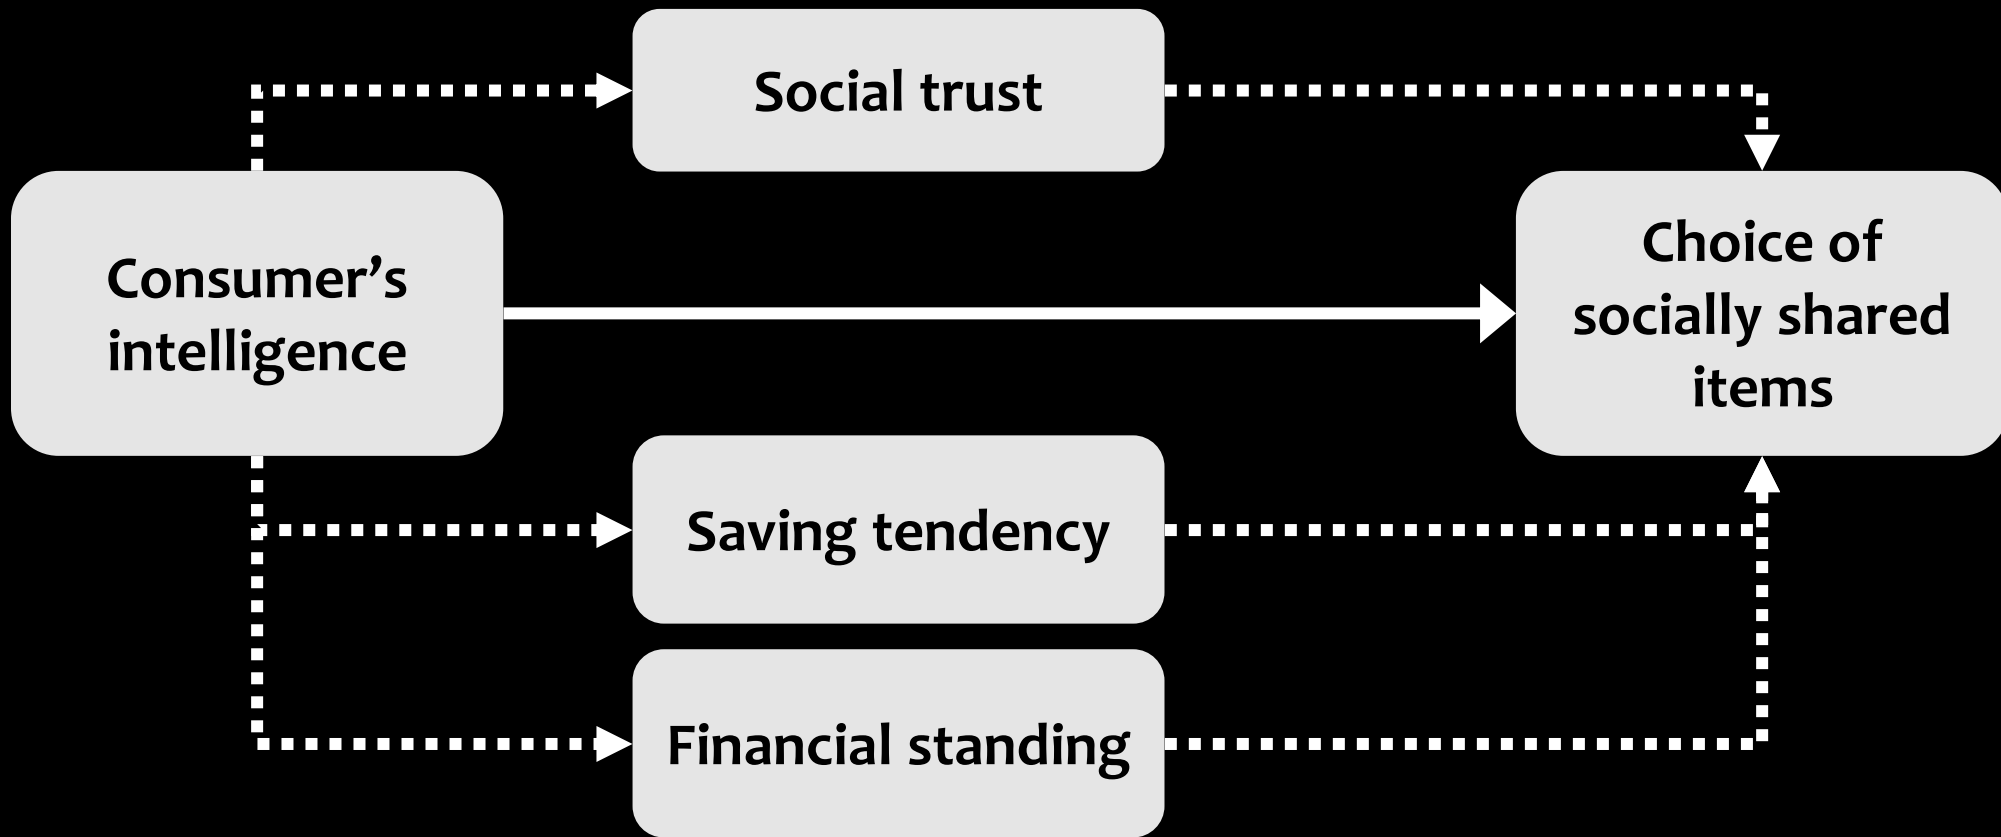 Social trust
Consumer’s
intelligence
Choice of
socially shared
items
Saving tendency
Financial standing